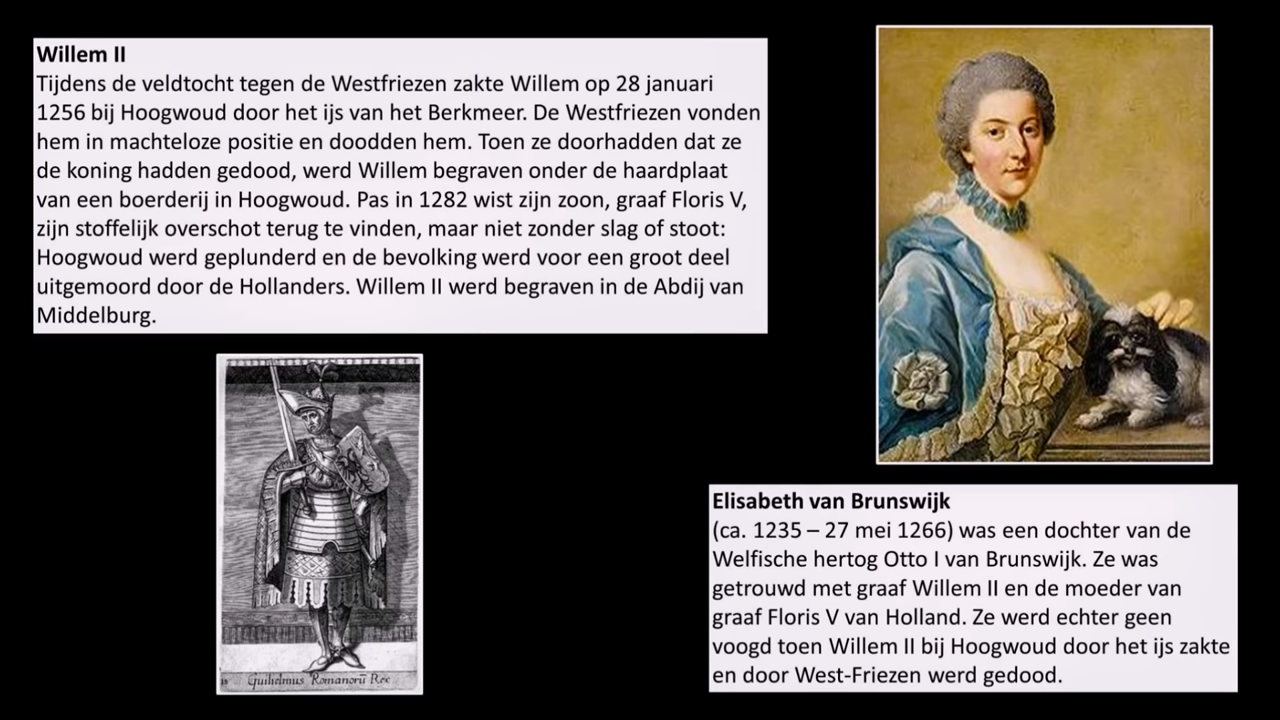 Willem II
Tijdens de veldtocht tegen de Westfriezen zakte Willem op 28 januari
1256 bij Hoogwoud door het ijs van het Berkmeer. De Westfriezen vonden
hem in machteloze positie en doodden hem. Toen ze doorhadden dat ze
de koning hadden gedood, werd Willem begraven onder de haardplaat
van een boerderij in Hoogwoud. Pas in 1282 wist zijn zoon, graaf Floris V,
zijn stoffelijk overschot terug te vinden, maar niet zonder slag of stoot:
Hoogwoud werd geplunderd en de bevolking werd voor een groot deel
uitgemoord door de Hollanders. Willem II werd begraven in de Abdij van
Middelburg.
Guilielmus Romanorū Rex
Elisabeth van Brunswijk
(ca. 1235 – 27 mei 1266) was een dochter van de
Welfische hertog Otto I van Brunswijk. Ze was
getrouwd met graaf Willem II en de moeder van
graaf Floris V van Holland. Ze werd echter geen
voogd toen Willem II bij Hoogwoud door het ijs zakte
en door West-Friezen werd gedood.